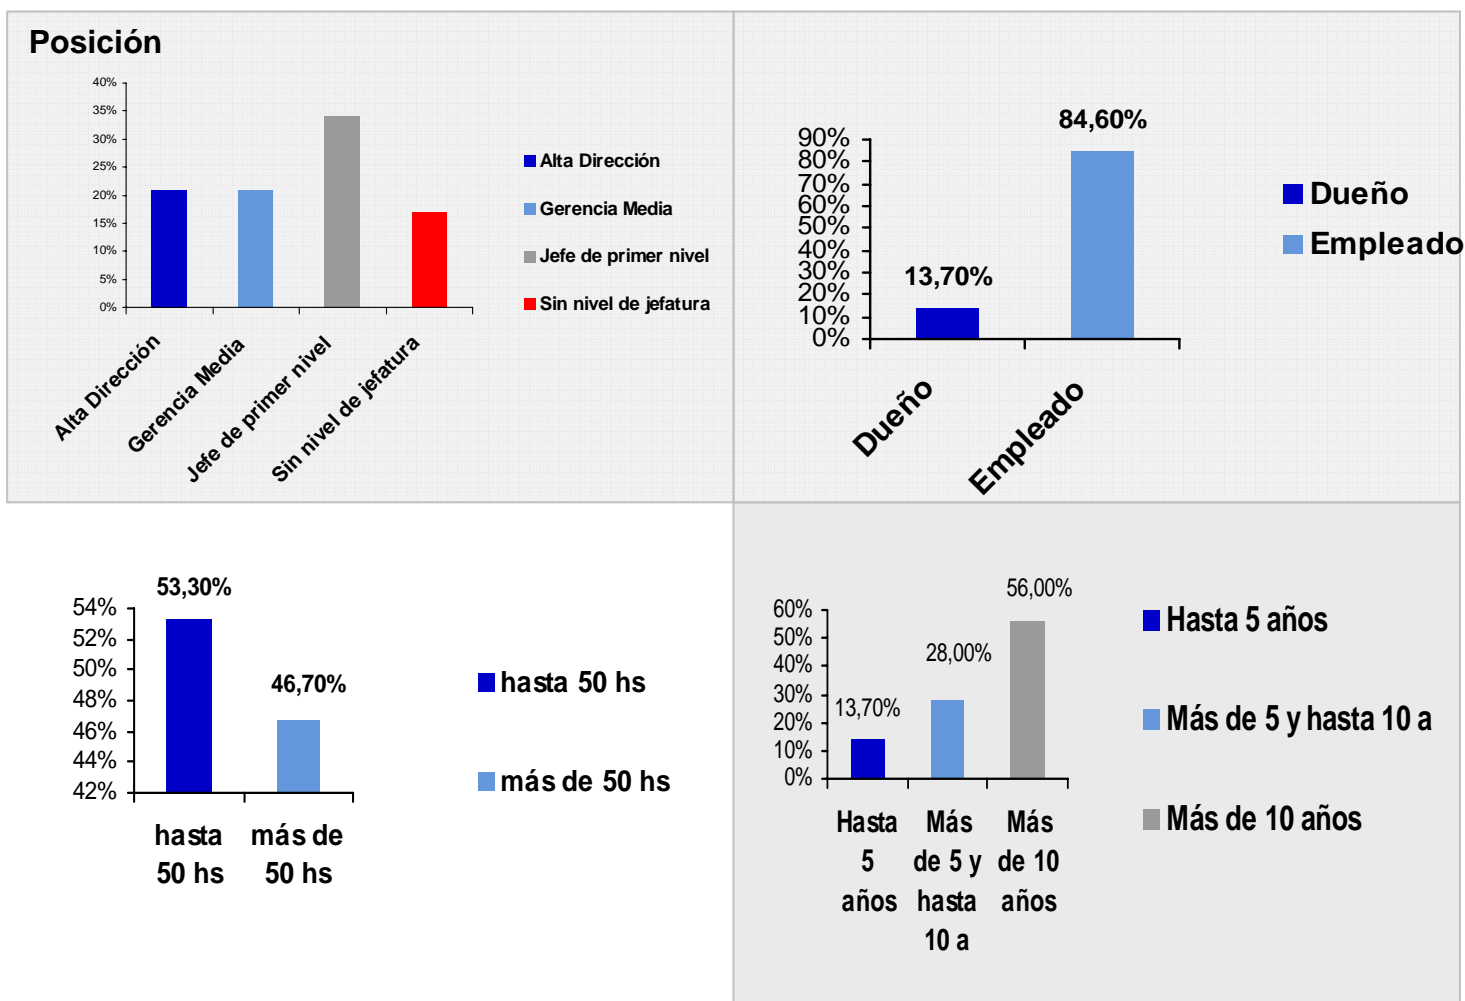 Posición
40%
35%
30%
25%
20%
15%
10%
5%
0%
Alta Dirección
Gerencia Media
Jefe de primer nivel
Sin nivel de jefatura
Alta Dirección
Gerencia Media
Jefe de primer nivel
Sin nivel de jefatura
84,60%
13,70%
90%
80%
70%
60%
50%
40%
30%
20%
10%
0%
Dueño
Empleado
Dueño
Empleado
53,30%
46,70%
54%
52%
50%
48%
46%
44%
42%
hasta
50 hs
más de
50 hs
hasta 50 hs
más de 50 hs
56,00%
28,00%
13,70%
60%
50%
40%
30%
20%
10%
0%
Hasta
5
años
Más
de 5 y
hasta
10 a
Más
de 10
años
Hasta 5 años
Más de 5 y hasta 10 a
Más de 10 años